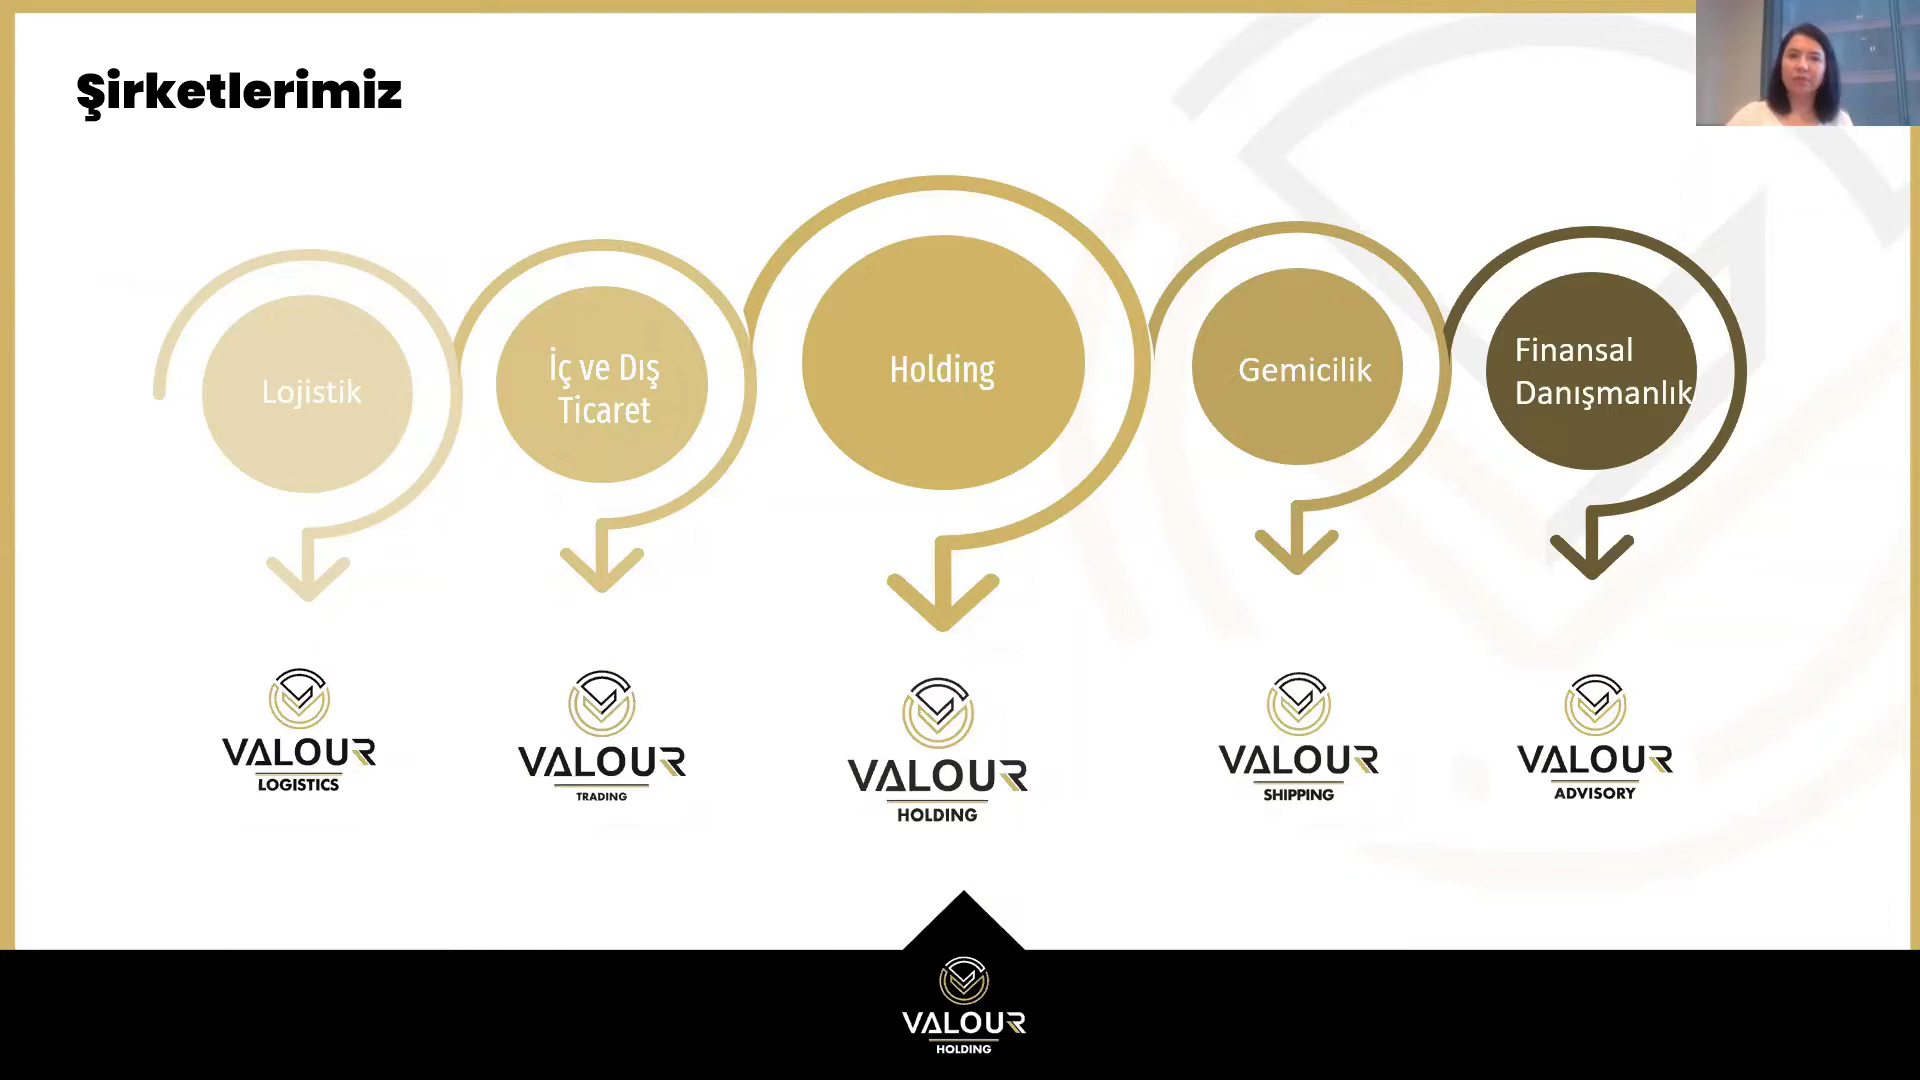 Şirketlerimiz
Lojistik
İç ve Dış
Ticaret
Holding
Gemicilik
Finansal
Danışmanlık
VALOUR
LOGISTICS
VALOUR
TRADING
VALOUR
HOLDING
VALOUR
SHIPPING
VALOUR
ADVISORY
VALOUR
HOLDING